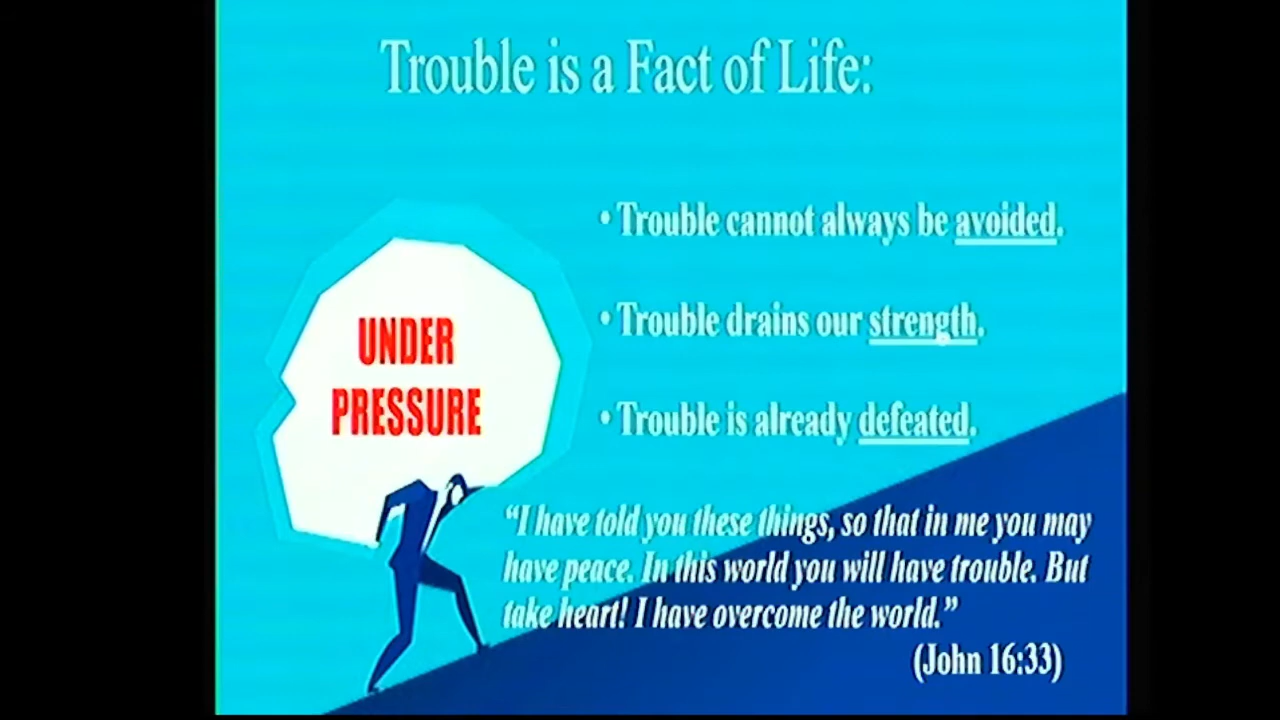 Trouble is a Fact of Life:
• Trouble cannot always be avoided.
• Trouble drains our strength.
• Trouble is already defeated.
UNDER
PRESSURE
“I have told you these things, so that in me you may
have peace. In this world you will have trouble. But
take heart! I have overcome the world.”
(John 16:33)